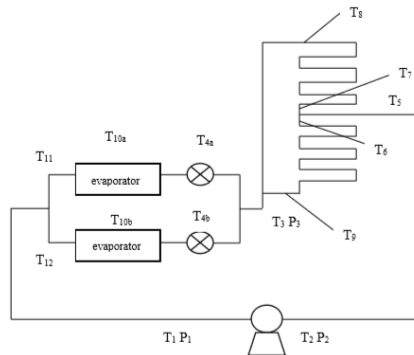 T₈
T₇
T₅
T₁₀ₐ
T₄ₐ
T₁₁
T₆
evaporator
T₁₀b
T₄b
evaporator
T₃ P₃
T₉
T₁₂
T₁ P₁
T₂ P₂